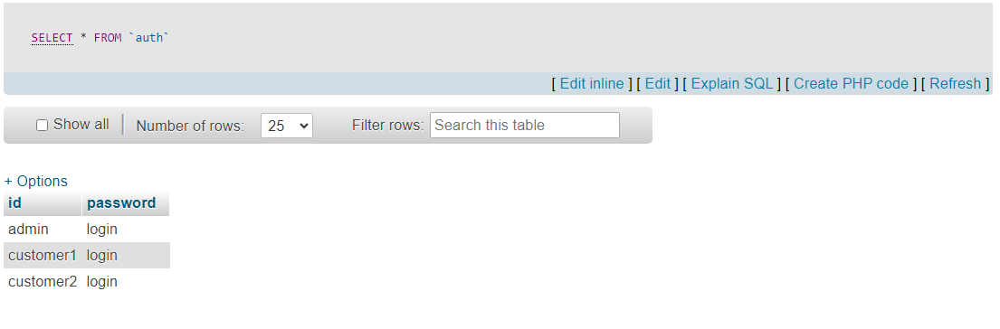 SELECT * FROM `auth`
[ Edit inline ] [ Edit ] [ Explain SQL ] [ Create PHP code ] [ Refresh ]
Show all Number of rows: 25 Filter rows: Search this table
+ Options
id password
admin login
customer1 login
customer2 login